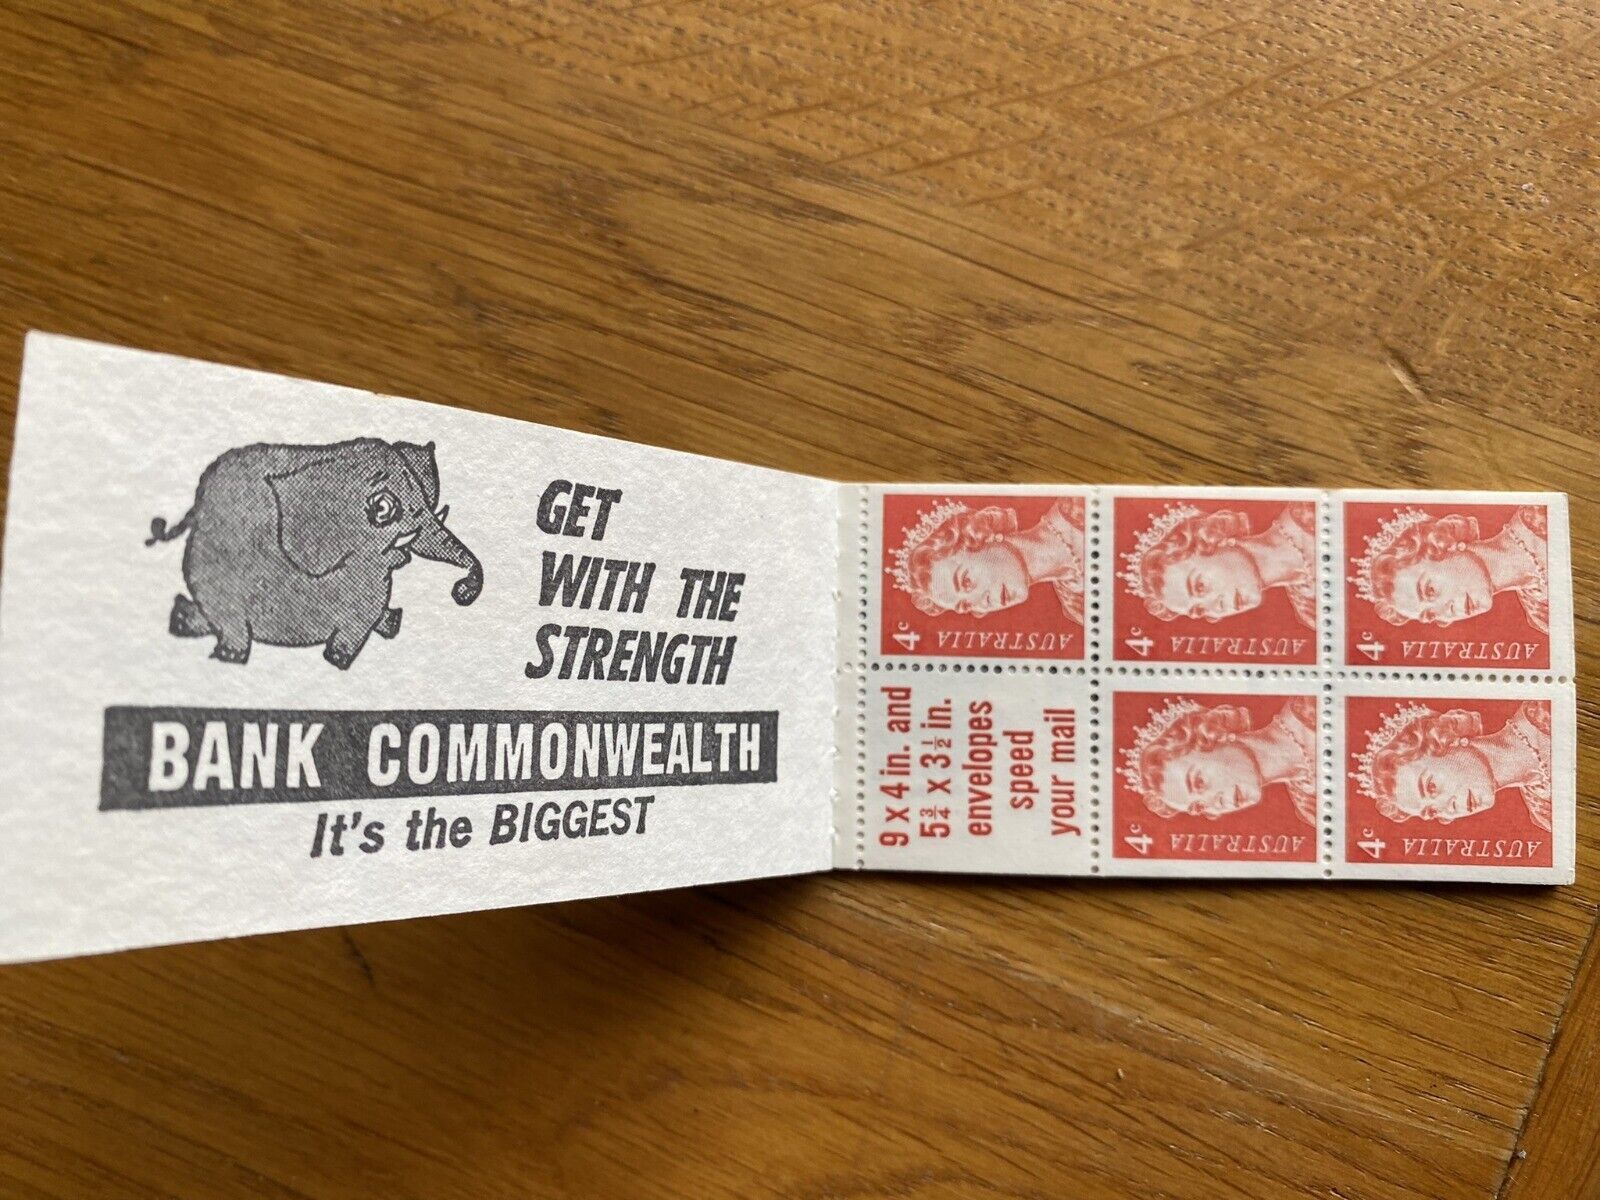 GET
WITH THE
STRENGTH
BANK COMMONWEALTH
It's the BIGGEST
4c AUSTRALIA
4c AUSTRALIA
4c AUSTRALIA
9 x 4 in. and
5¾ x 3½ in.
envelopes
speed
your mail
4c AUSTRALIA
4c AUSTRALIA